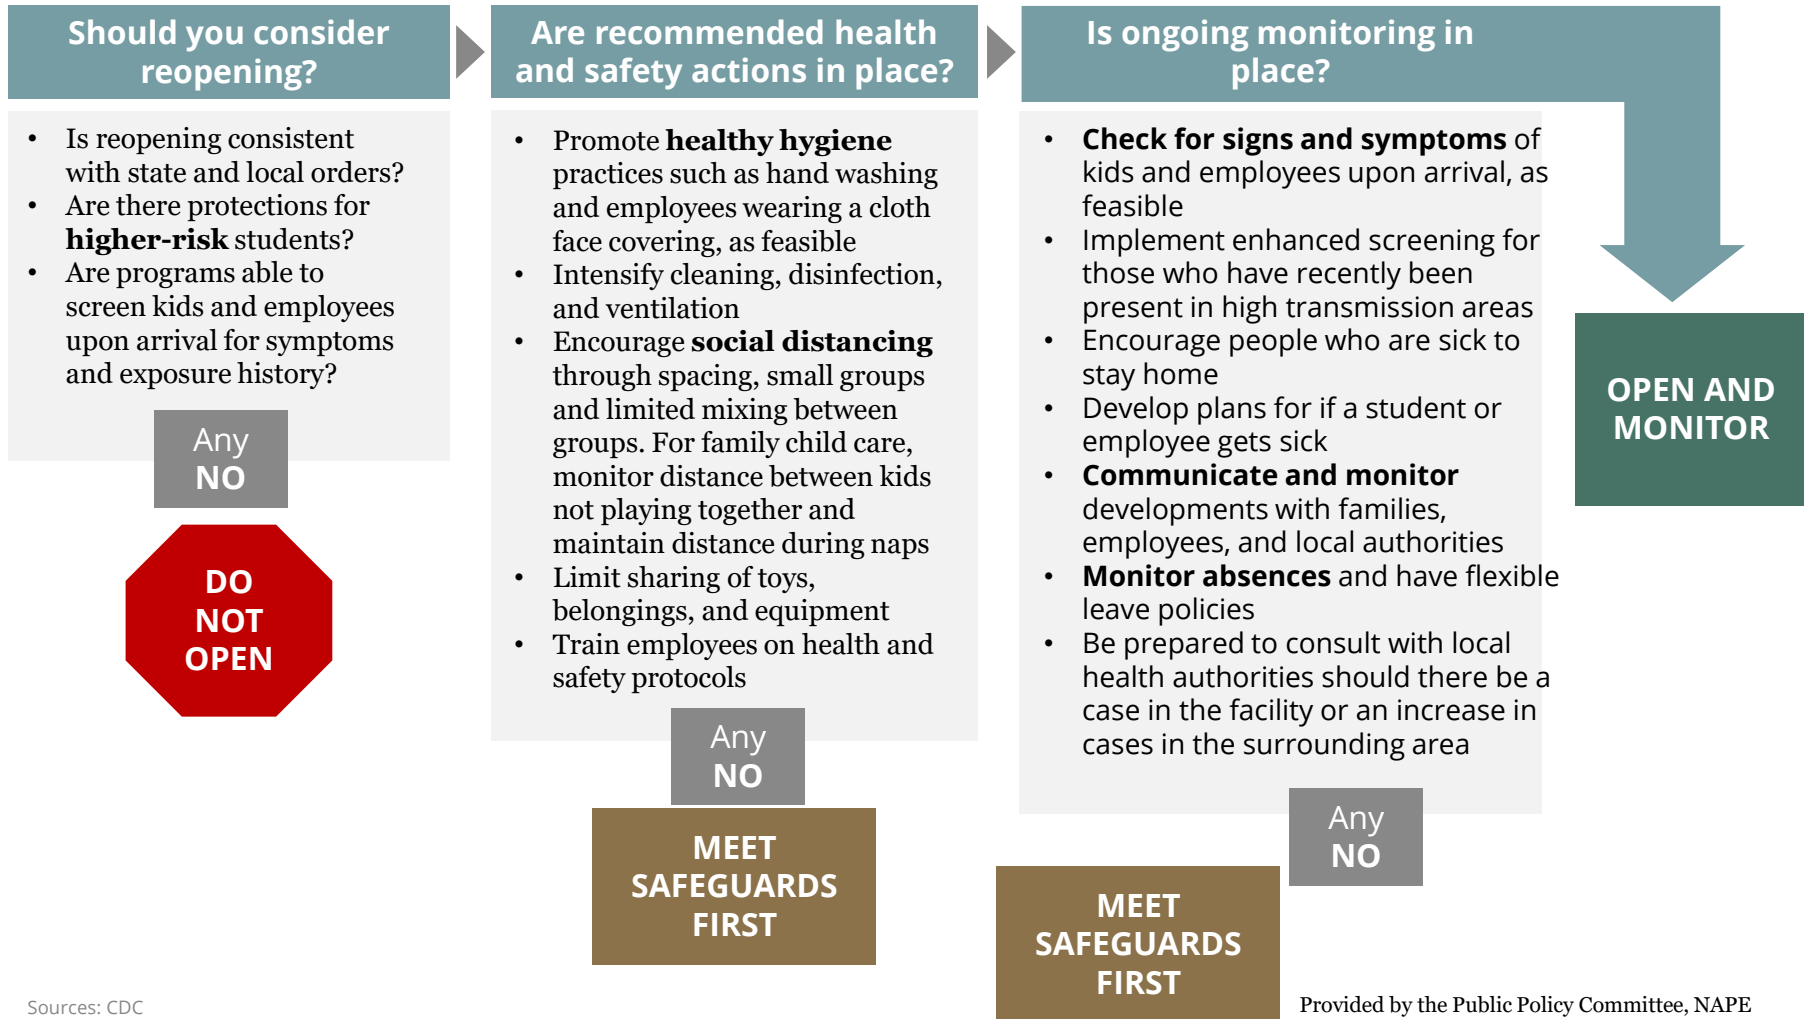 Should you consider
reopening?
• Is reopening consistent
with state and local orders?
• Are there protections for
higher-risk students?
• Are programs able to
screen kids and employees
upon arrival for symptoms
and exposure history?
Any
NO
DO
NOT
OPEN
Are recommended health
and safety actions in place?
• Promote healthy hygiene
practices such as hand washing
and employees wearing a cloth
face covering, as feasible
• Intensify cleaning, disinfection,
and ventilation
• Encourage social distancing
through spacing, small groups
and limited mixing between
groups. For family child care,
monitor distance between kids
not playing together and
maintain distance during naps
• Limit sharing of toys,
belongings, and equipment
• Train employees on health and
safety protocols
Any
NO
MEET
SAFEGUARDS
FIRST
Is ongoing monitoring in
place?
• Check for signs and symptoms of
kids and employees upon arrival, as
feasible
• Implement enhanced screening for
those who have recently been
present in high transmission areas
• Encourage people who are sick to
stay home
• Develop plans for if a student or
employee gets sick
• Communicate and monitor
developments with families,
employees, and local authorities
• Monitor absences and have flexible
leave policies
• Be prepared to consult with local
health authorities should there be a
case in the facility or an increase in
cases in the surrounding area
Any
NO
MEET
SAFEGUARDS
FIRST
OPEN AND
MONITOR
Sources: CDC
Provided by the Public Policy Committee, NAPE